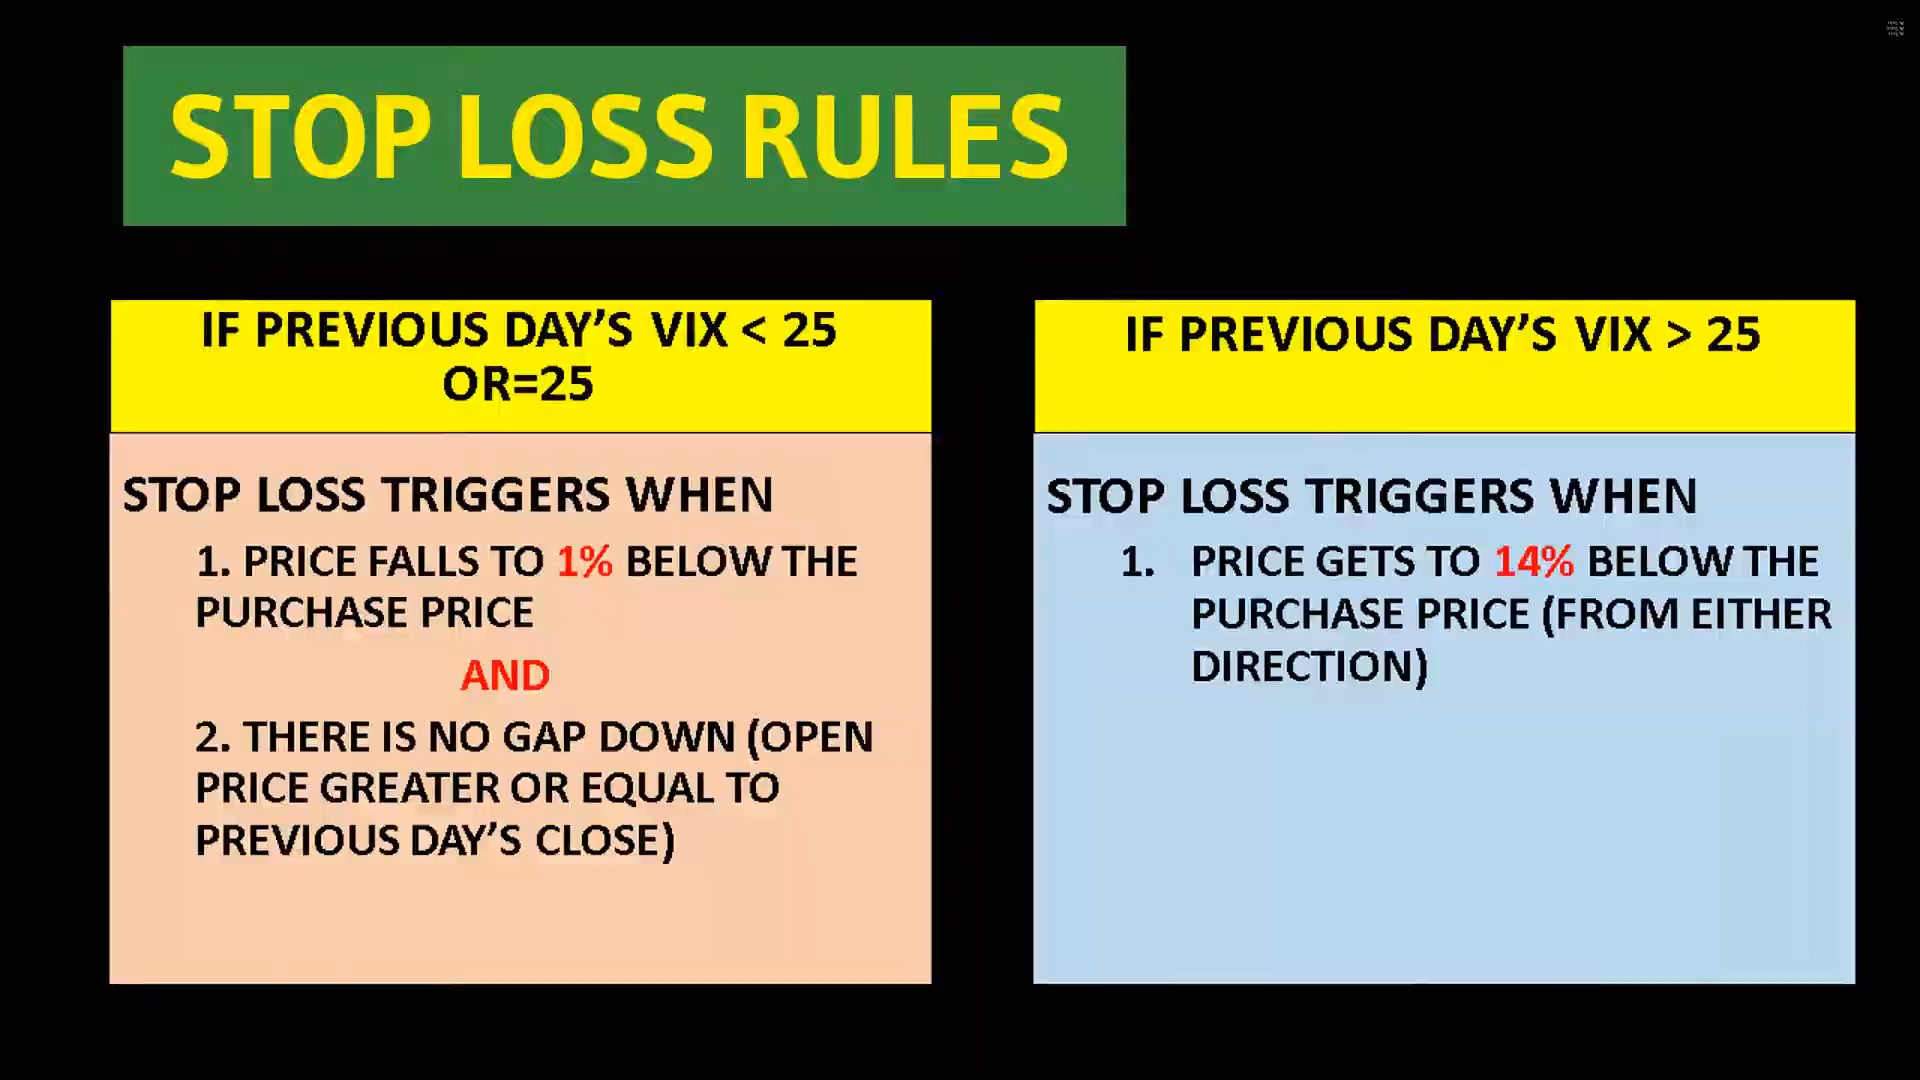 STOP LOSS RULES
IF PREVIOUS DAY’S VIX < 25
OR=25
STOP LOSS TRIGGERS WHEN
1. PRICE FALLS TO 1% BELOW THE
PURCHASE PRICE
AND
2. THERE IS NO GAP DOWN (OPEN
PRICE GREATER OR EQUAL TO
PREVIOUS DAY’S CLOSE)
IF PREVIOUS DAY’S VIX > 25
STOP LOSS TRIGGERS WHEN
1. PRICE GETS TO 14% BELOW THE
PURCHASE PRICE (FROM EITHER
DIRECTION)